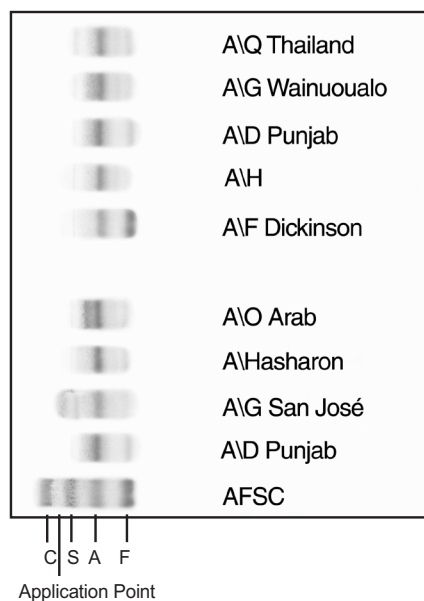 A\Q Thailand
A\G Wainuoualo
A\D Punjab
A\H
A\F Dickinson
A\O Arab
A\Hasharon
A\G San José
A\D Punjab
AFSC
C S A F
Application Point